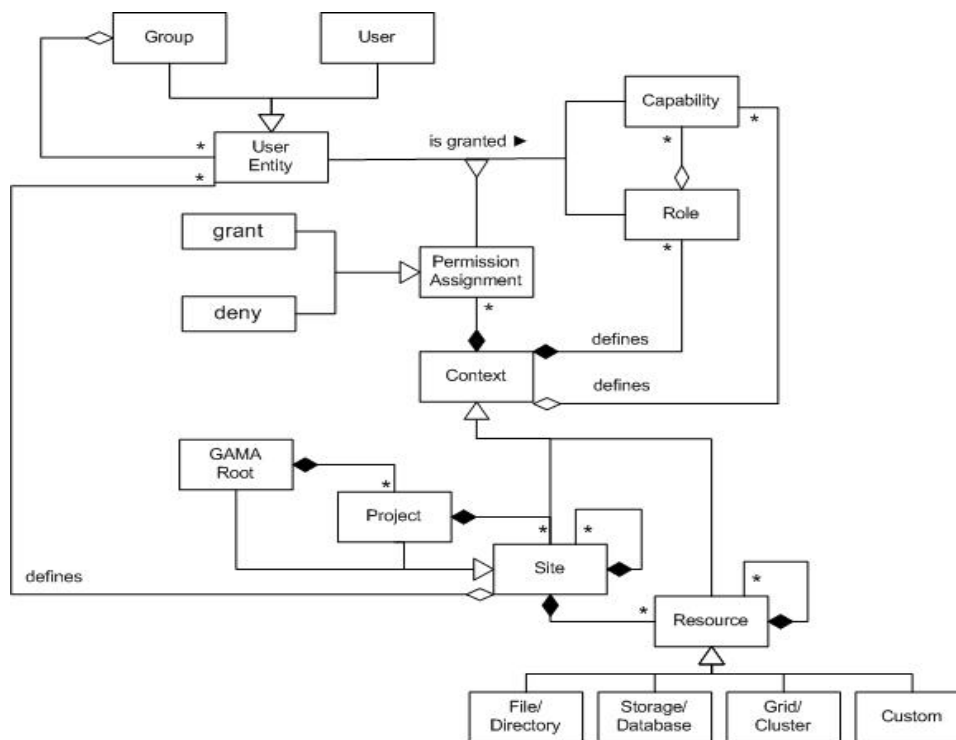 Group
User
Capability
*
*
is granted ►
*
User
Entity
*
*
Role
*
grant
Permission
Assignment
deny
*
defines
Context
defines
GAMA
Root
*
Project
*
*
defines
Site
*
*
Resource
File/
Directory
Storage/
Database
Grid/
Cluster
Custom